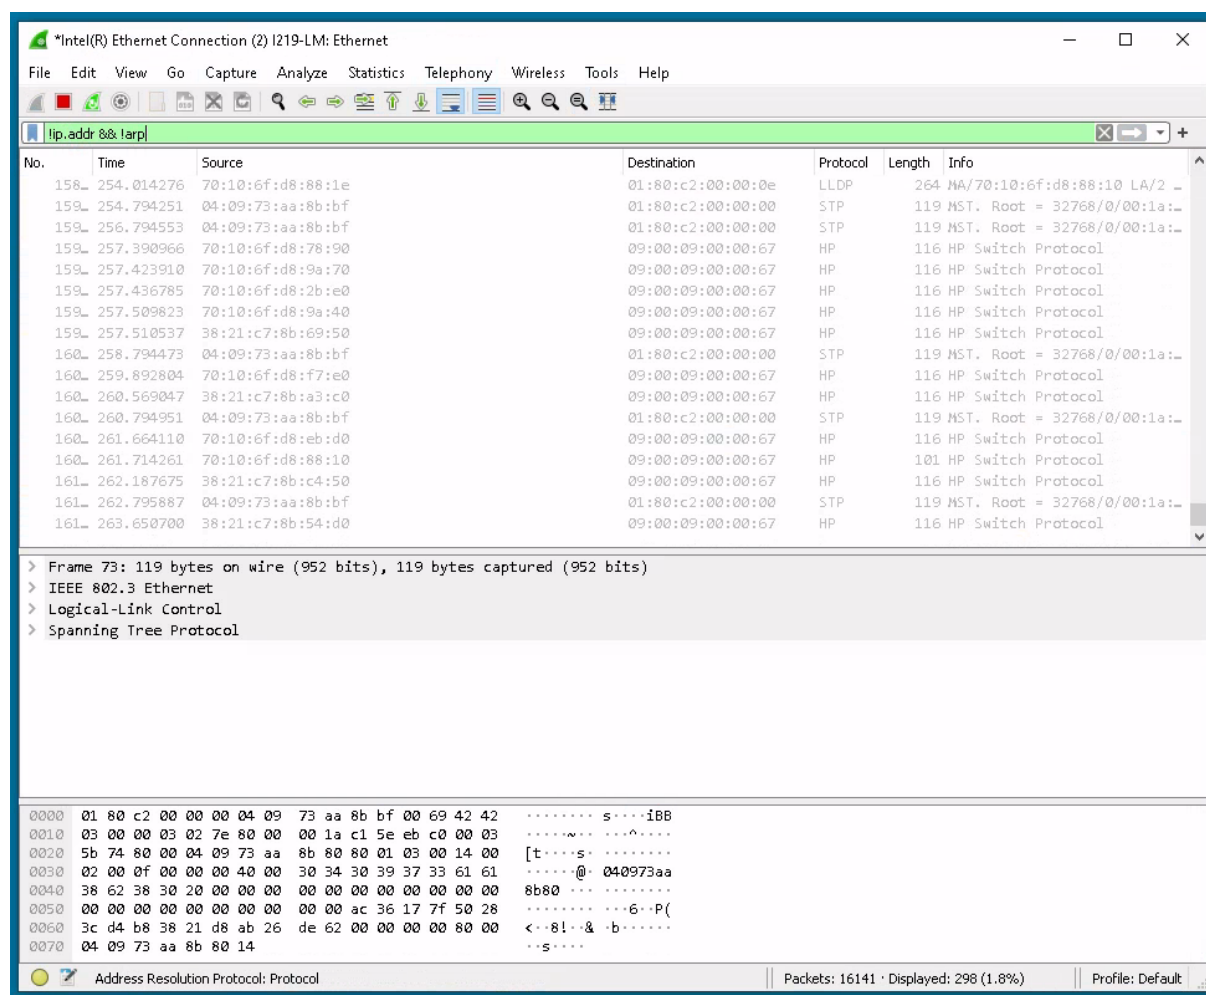 *Intel(R) Ethernet Connection (2) I219-LM: Ethernet
File Edit View Go Capture Analyze Statistics Telephony Wireless Tools Help
!ip.addr && !arp
No. Time Source Destination Protocol Length Info
158… 254.014276 70:10:6f:d8:88:1e 01:80:c2:00:00:0e LLDP 264 MA/70:10:6f:d8:88:10 LA/2 …
159… 254.794251 04:09:73:aa:8b:bf 01:80:c2:00:00:00 STP 119 MST. Root = 32768/0/00:1a:…
159… 256.794553 04:09:73:aa:8b:bf 01:80:c2:00:00:00 STP 119 MST. Root = 32768/0/00:1a:…
159… 257.390966 70:10:6f:d8:78:90 09:00:09:00:00:67 HP 116 HP Switch Protocol
159… 257.423910 70:10:6f:d8:9a:70 09:00:09:00:00:67 HP 116 HP Switch Protocol
159… 257.436785 70:10:6f:d8:2b:e0 09:00:09:00:00:67 HP 116 HP Switch Protocol
159… 257.509823 70:10:6f:d8:9a:40 09:00:09:00:00:67 HP 116 HP Switch Protocol
159… 257.510537 38:21:c7:8b:69:50 09:00:09:00:00:67 HP 116 HP Switch Protocol
160… 258.794473 04:09:73:aa:8b:bf 01:80:c2:00:00:00 STP 119 MST. Root = 32768/0/00:1a:…
160… 259.892804 70:10:6f:d8:f7:e0 09:00:09:00:00:67 HP 116 HP Switch Protocol
160… 260.569047 38:21:c7:8b:a3:c0 09:00:09:00:00:67 HP 116 HP Switch Protocol
160… 260.794951 04:09:73:aa:8b:bf 01:80:c2:00:00:00 STP 119 MST. Root = 32768/0/00:1a:…
160… 261.664110 70:10:6f:d8:eb:d0 09:00:09:00:00:67 HP 116 HP Switch Protocol
160… 261.714261 70:10:6f:d8:88:10 09:00:09:00:00:67 HP 101 HP Switch Protocol
161… 262.187675 38:21:c7:8b:c4:50 09:00:09:00:00:67 HP 116 HP Switch Protocol
161… 262.795887 04:09:73:aa:8b:bf 01:80:c2:00:00:00 STP 119 MST. Root = 32768/0/00:1a:…
161… 263.650700 38:21:c7:8b:54:d0 09:00:09:00:00:67 HP 116 HP Switch Protocol
> Frame 73: 119 bytes on wire (952 bits), 119 bytes captured (952 bits)
> IEEE 802.3 Ethernet
> Logical-Link Control
> Spanning Tree Protocol
0000 01 80 c2 00 00 00 04 09 73 aa 8b bf 00 69 42 42 ········ s····iBB
0010 03 00 00 03 02 7e 80 00 00 1a c1 5e eb c0 00 03 ·····~·· ···^····
0020 5b 74 80 00 04 09 73 aa 8b 80 80 01 03 00 14 00 [t····s· ········
0030 02 00 0f 00 00 00 40 00 30 34 30 39 37 33 61 61 ······@· 040973aa
0040 38 62 38 30 20 00 00 00 00 00 00 00 00 00 00 00 8b80 ··· ········
0050 00 00 00 00 00 00 00 00 00 00 ac 36 17 7f 50 28 ········ ···6··P(
0060 3c d4 b8 38 21 d8 ab 26 de 62 00 00 00 00 80 00 <··8!··& ·b······
0070 04 09 73 aa 8b 80 14 ··s····
Address Resolution Protocol: Protocol Packets: 16141 · Displayed: 298 (1.8%) Profile: Default